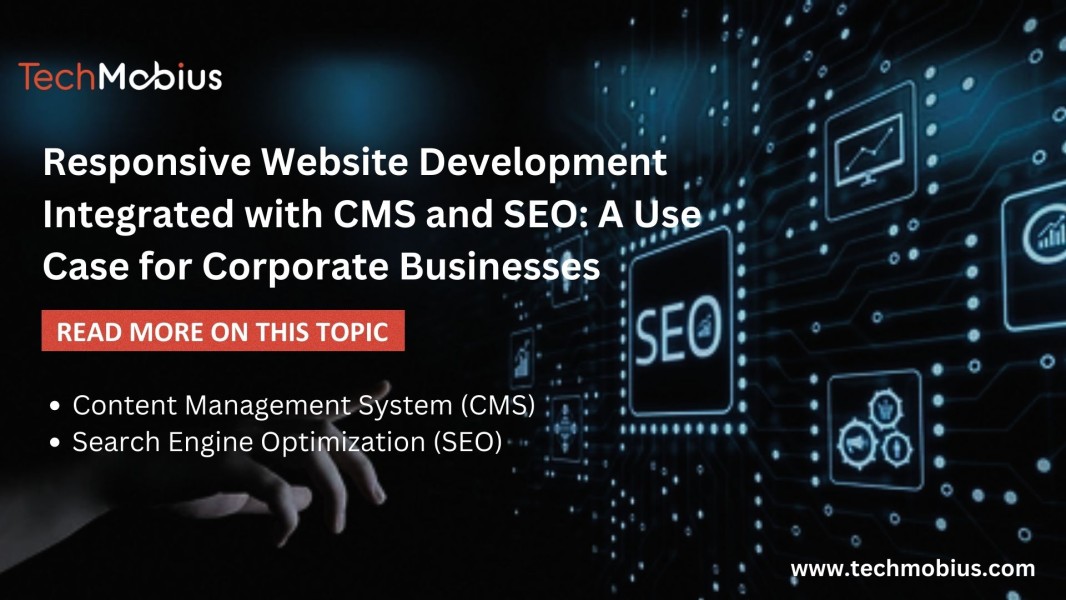 TechMobius
Responsive Website Development
Integrated with CMS and SEO: A Use
Case for Corporate Businesses
READ MORE ON THIS TOPIC
• Content Management System (CMS)
• Search Engine Optimization (SEO)
SEO
www.techmobius.com